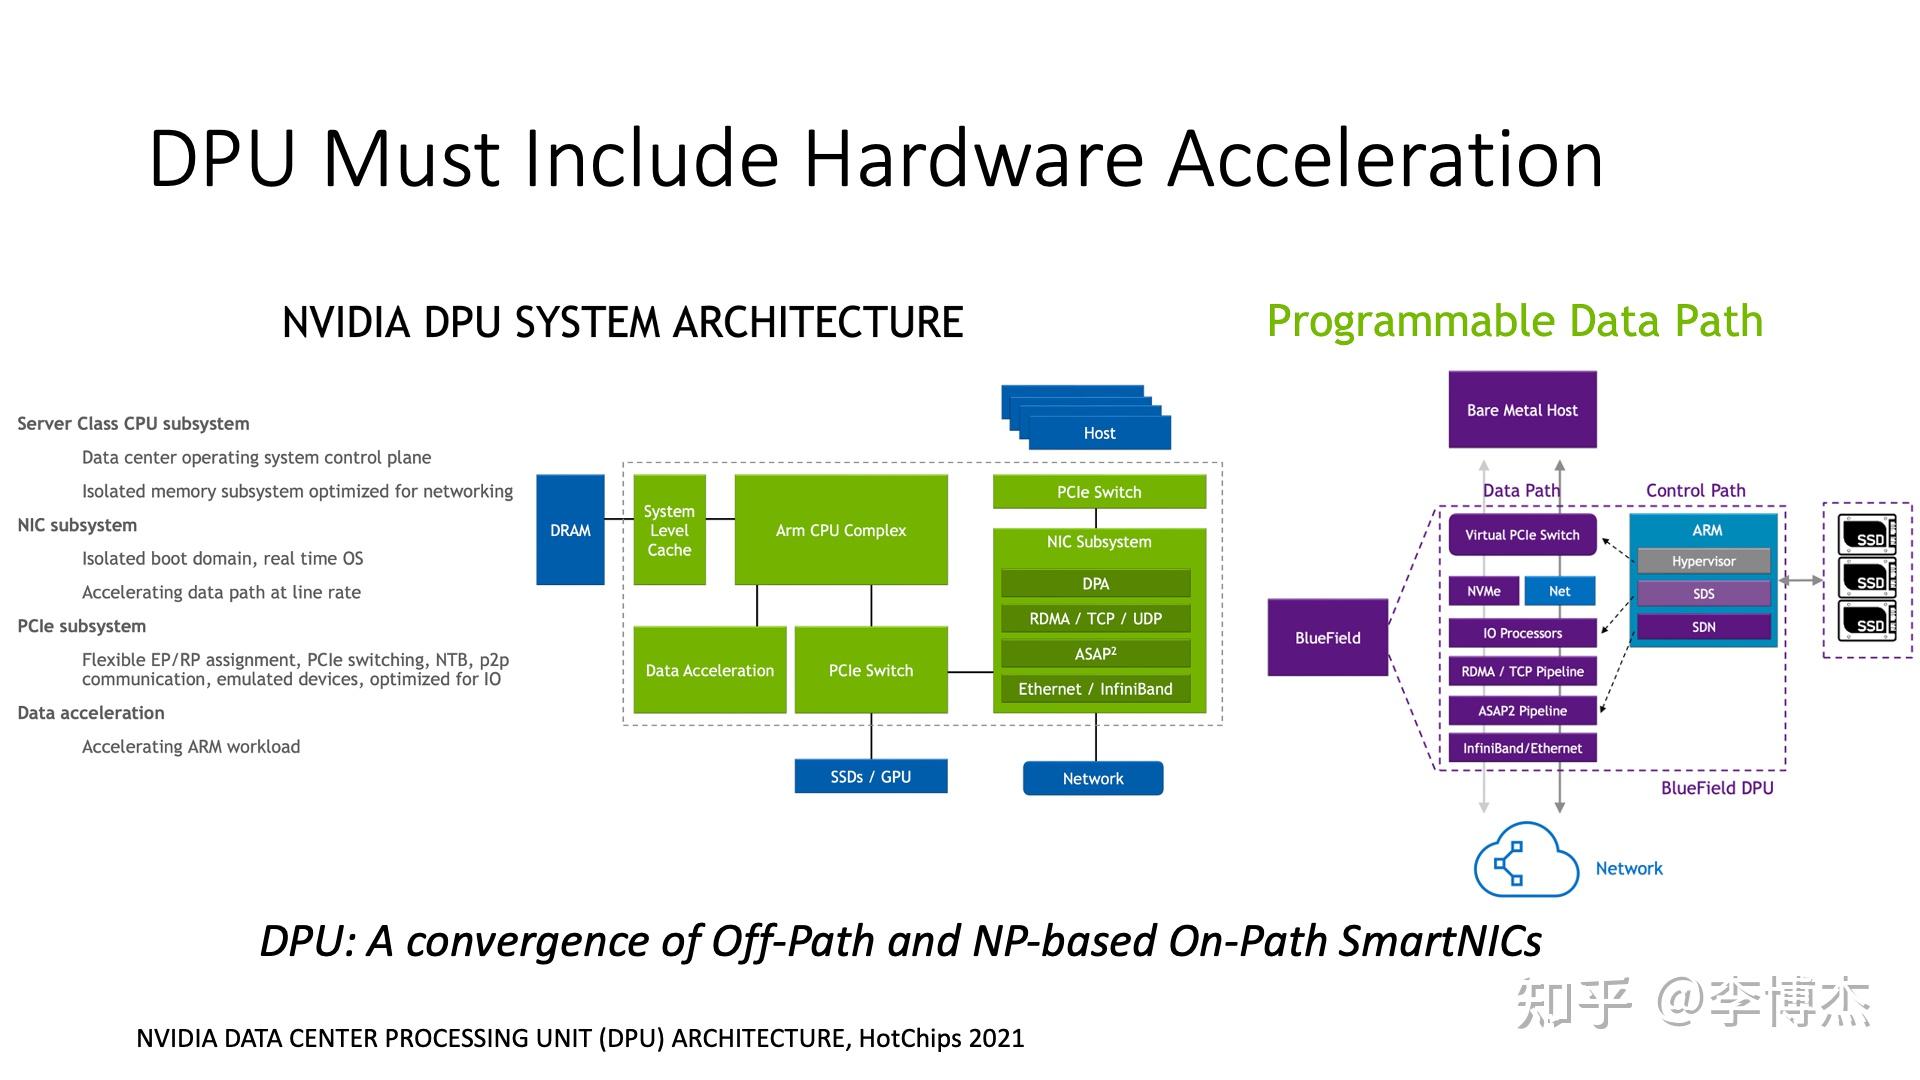 DPU Must Include Hardware Acceleration
NVIDIA DPU SYSTEM ARCHITECTURE
Server Class CPU subsystem
Data center operating system control plane
Isolated memory subsystem optimized for networking
NIC subsystem
Isolated boot domain, real time OS
Accelerating data path at line rate
PCIe subsystem
Flexible EP/RP assignment, PCIe switching, NTB, p2p
communication, emulated devices, optimized for IO
Data acceleration
Accelerating ARM workload
Host
DRAM
System
Level
Cache
Arm CPU Complex
PCIe Switch
NIC Subsystem
DPA
RDMA / TCP / UDP
ASAP²
Ethernet / InfiniBand
Data Acceleration
PCIe Switch
SSDs / GPU
Network
Programmable Data Path
Bare Metal Host
Data Path
Control Path
Virtual PCIe Switch
NVMe
Net
IO Processors
RDMA / TCP Pipeline
ASAP2 Pipeline
InfiniBand/Ethernet
ARM
Hypervisor
SDS
SDN
SSD
SSD
SSD
BlueField
BlueField DPU
Network
DPU: A convergence of Off-Path and NP-based On-Path SmartNICs
知乎 @李博杰
NVIDIA DATA CENTER PROCESSING UNIT (DPU) ARCHITECTURE, HotChips 2021